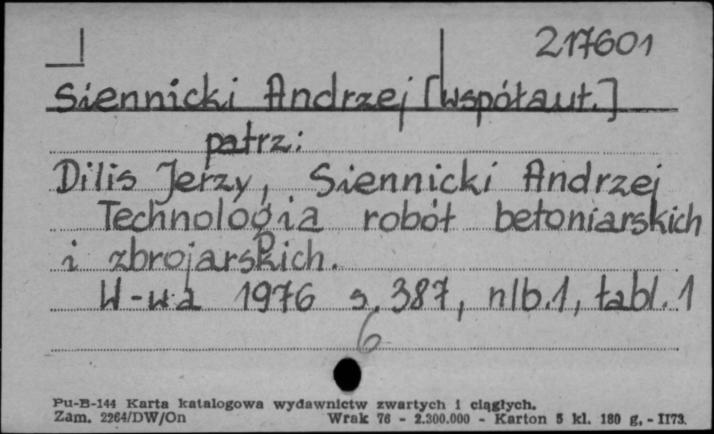 217601
Siennicki Andrzej [współaut.]
patrz:
Dilis Jerzy, Siennicki Andrzej
Technologia robót betoniarskich
i zbrojarskich.
W-wa 1976 s. 387, nlb. 1, tabl. 1
6
Pu-B-144 Karta katalogowa wydawnictw zwartych i ciągłych.
Zam. 2264/DW/On Wrak 76 - 2.300.000 - Karton 5 kl. 180 g. - II73.